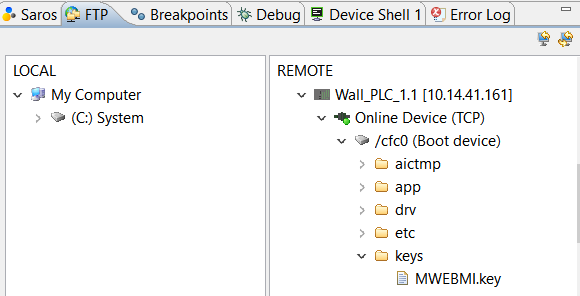 Saros FTP Breakpoints Debug Device Shell 1 Error Log
LOCAL
My Computer
(C:) System
REMOTE
Wall_PLC_1.1 [10.14.41.161]
Online Device (TCP)
/cfc0 (Boot device)
aictmp
app
drv
etc
keys
MWEBMI.key